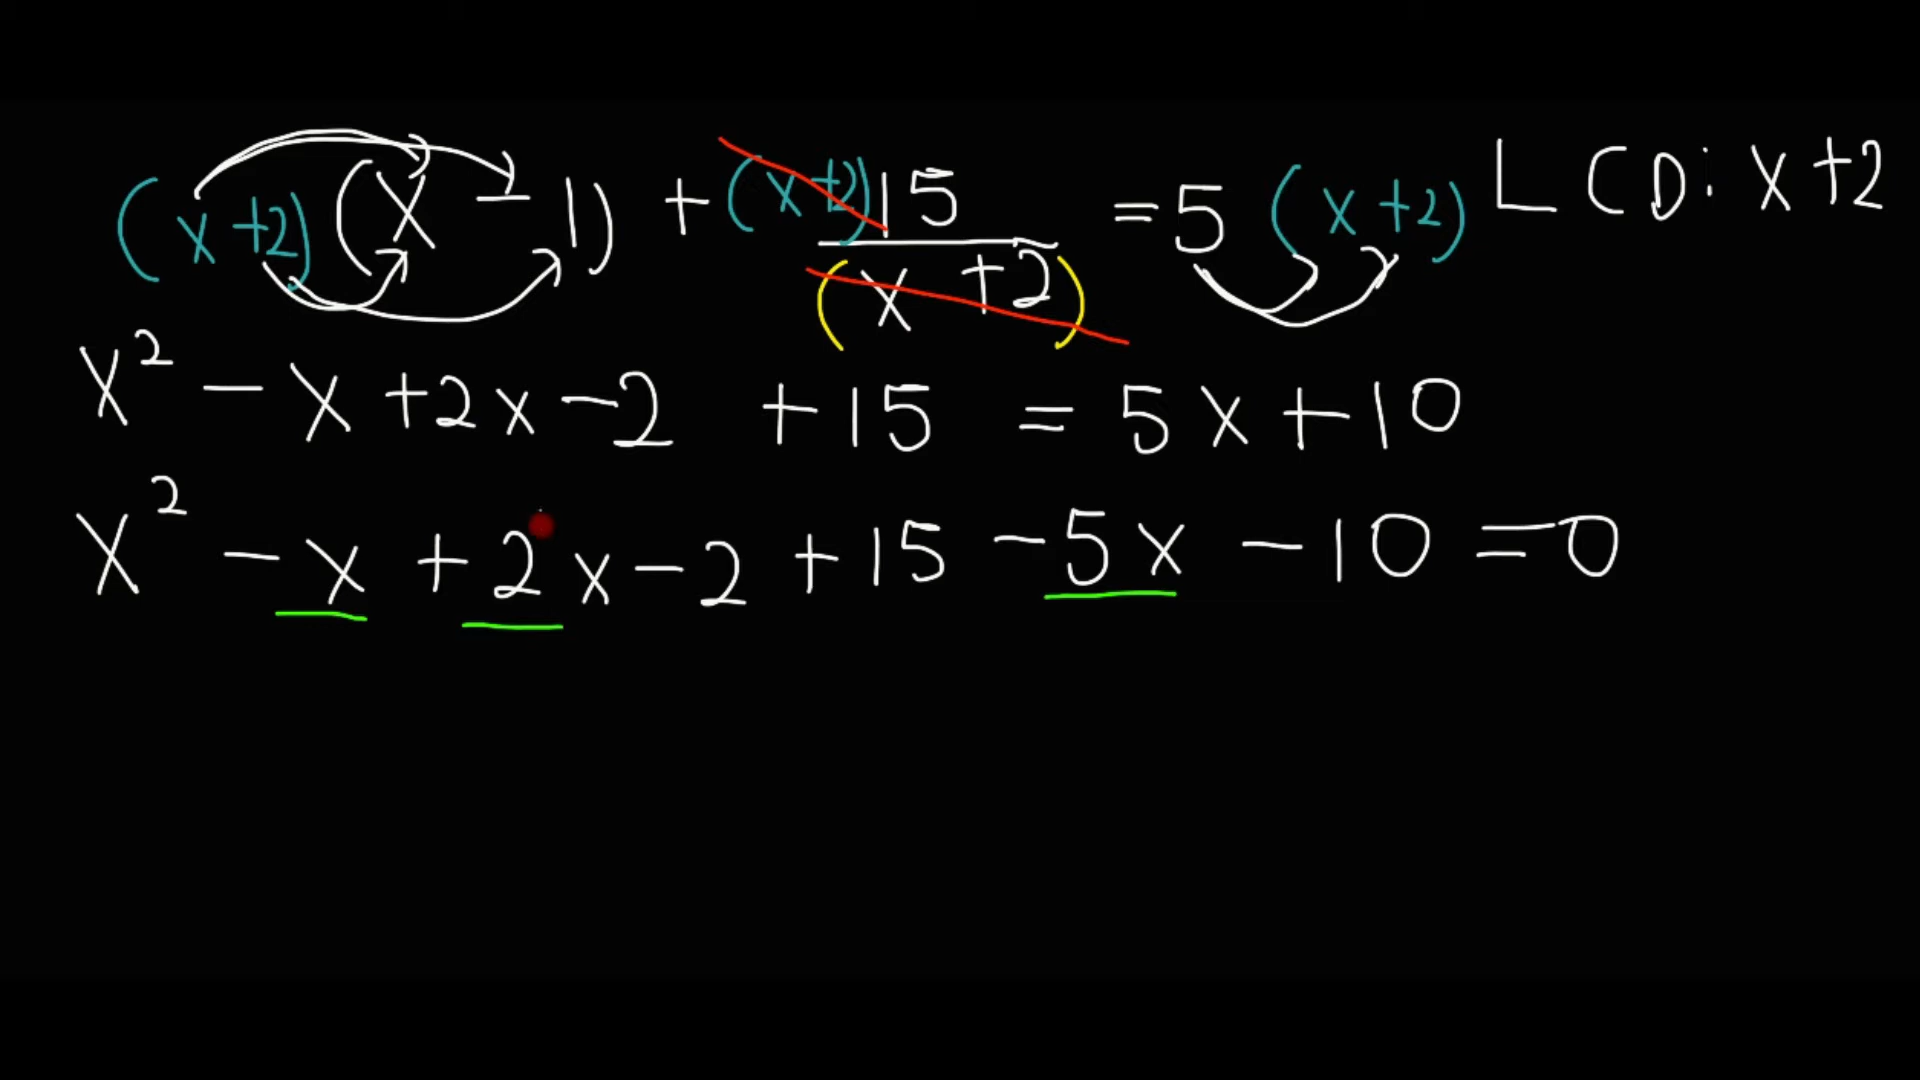 (x+2)(x-1) + (x+2)15/(x+2) = 5(x+2) LCD: x+2
x² - x + 2x - 2 + 15 = 5x + 10
x² - x + 2x - 2 + 15 - 5x - 10 = 0